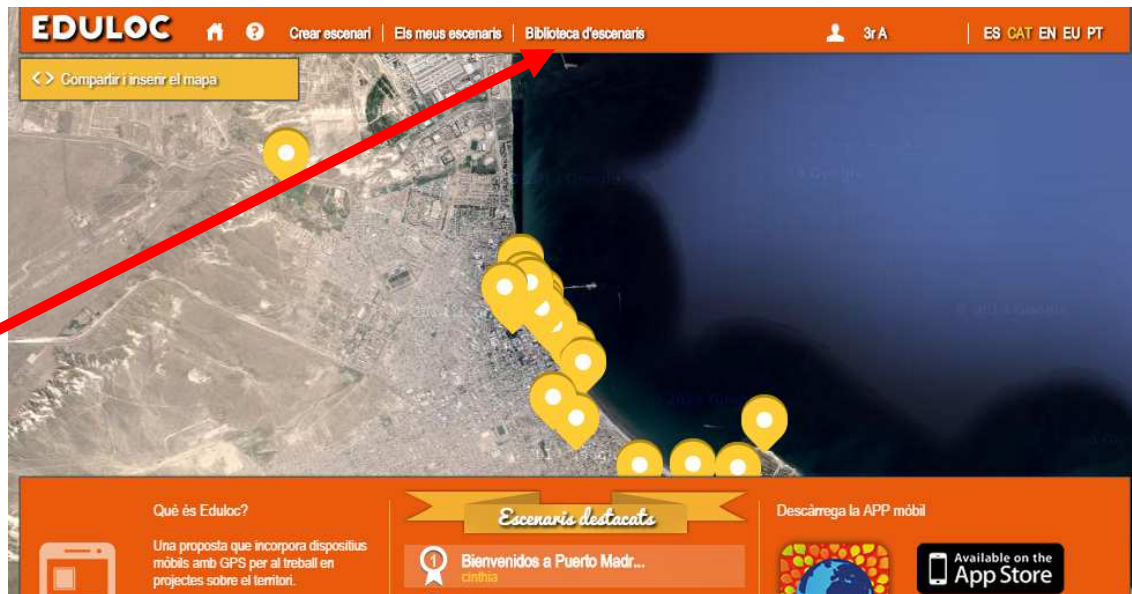 EDULOC ? Crear escenari | Els meus escenaris | Biblioteca d'escenaris 3r A | ES CAT EN EU PT
<> Compartir i inserir el mapa
Què és Eduloc?
Una proposta que incorpora dispositius
mòbils amb GPS per al treball en
projectes sobre el territori.
Escenaris destacats
1 Bienvenidos a Puerto Madr...
cinthia
Descàrrega la APP mòbil
Available on the
App Store